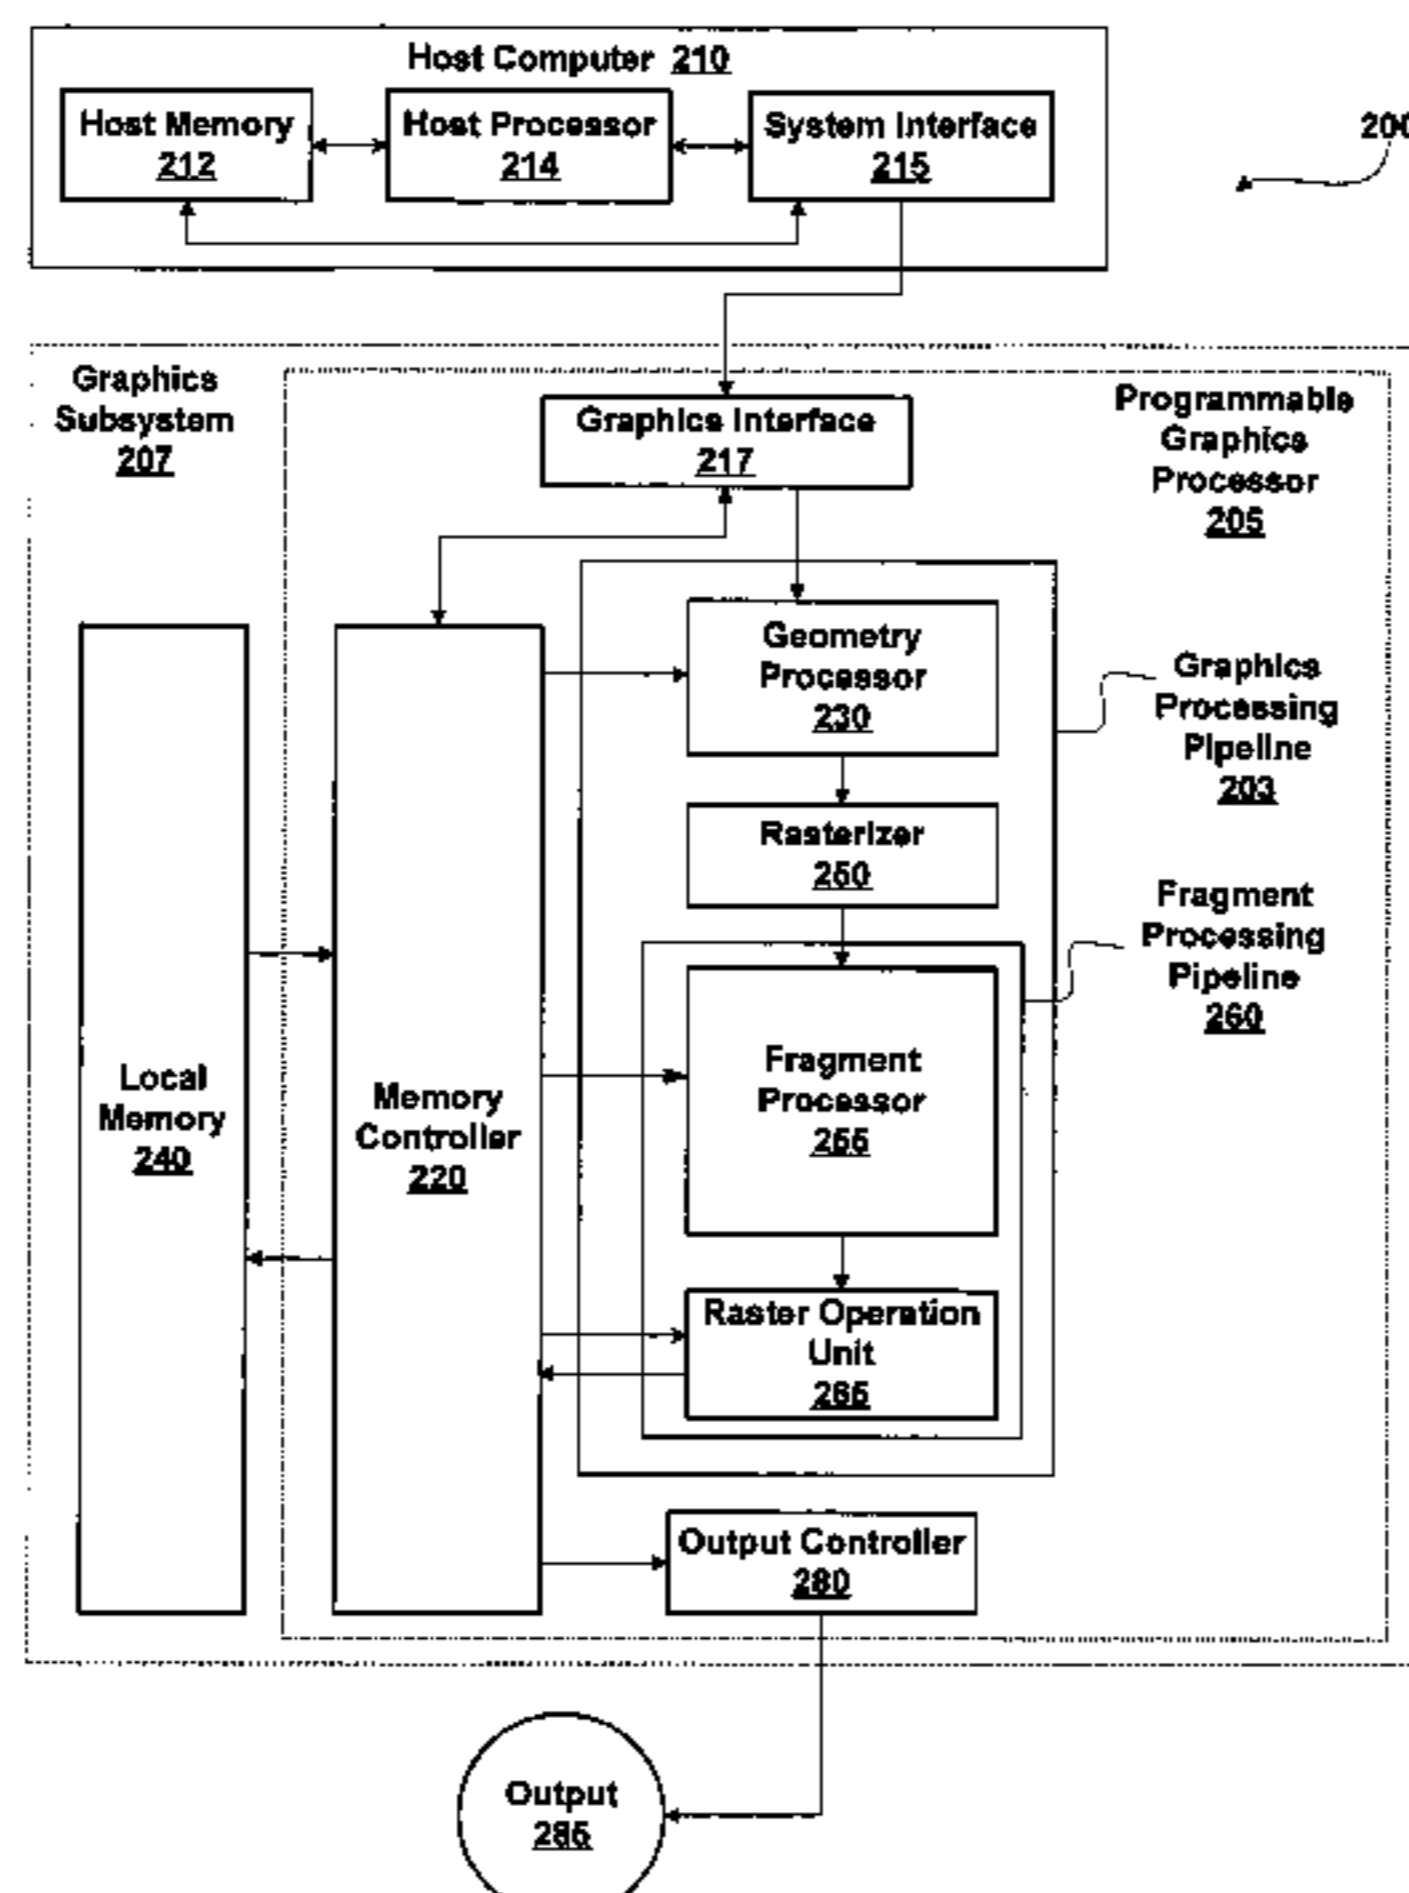 Host Computer 210
Host Memory
212
Host Processor
214
System Interface
215
200
Graphics
Subsystem
207
Graphics Interface
217
Programmable
Graphics
Processor
205
Geometry
Processor
230
Graphics
Processing
Pipeline
203
Rasterizer
250
Fragment
Processing
Pipeline
260
Local
Memory
240
Memory
Controller
220
Fragment
Processor
255
Raster Operation
Unit
265
Output Controller
280
Output
285